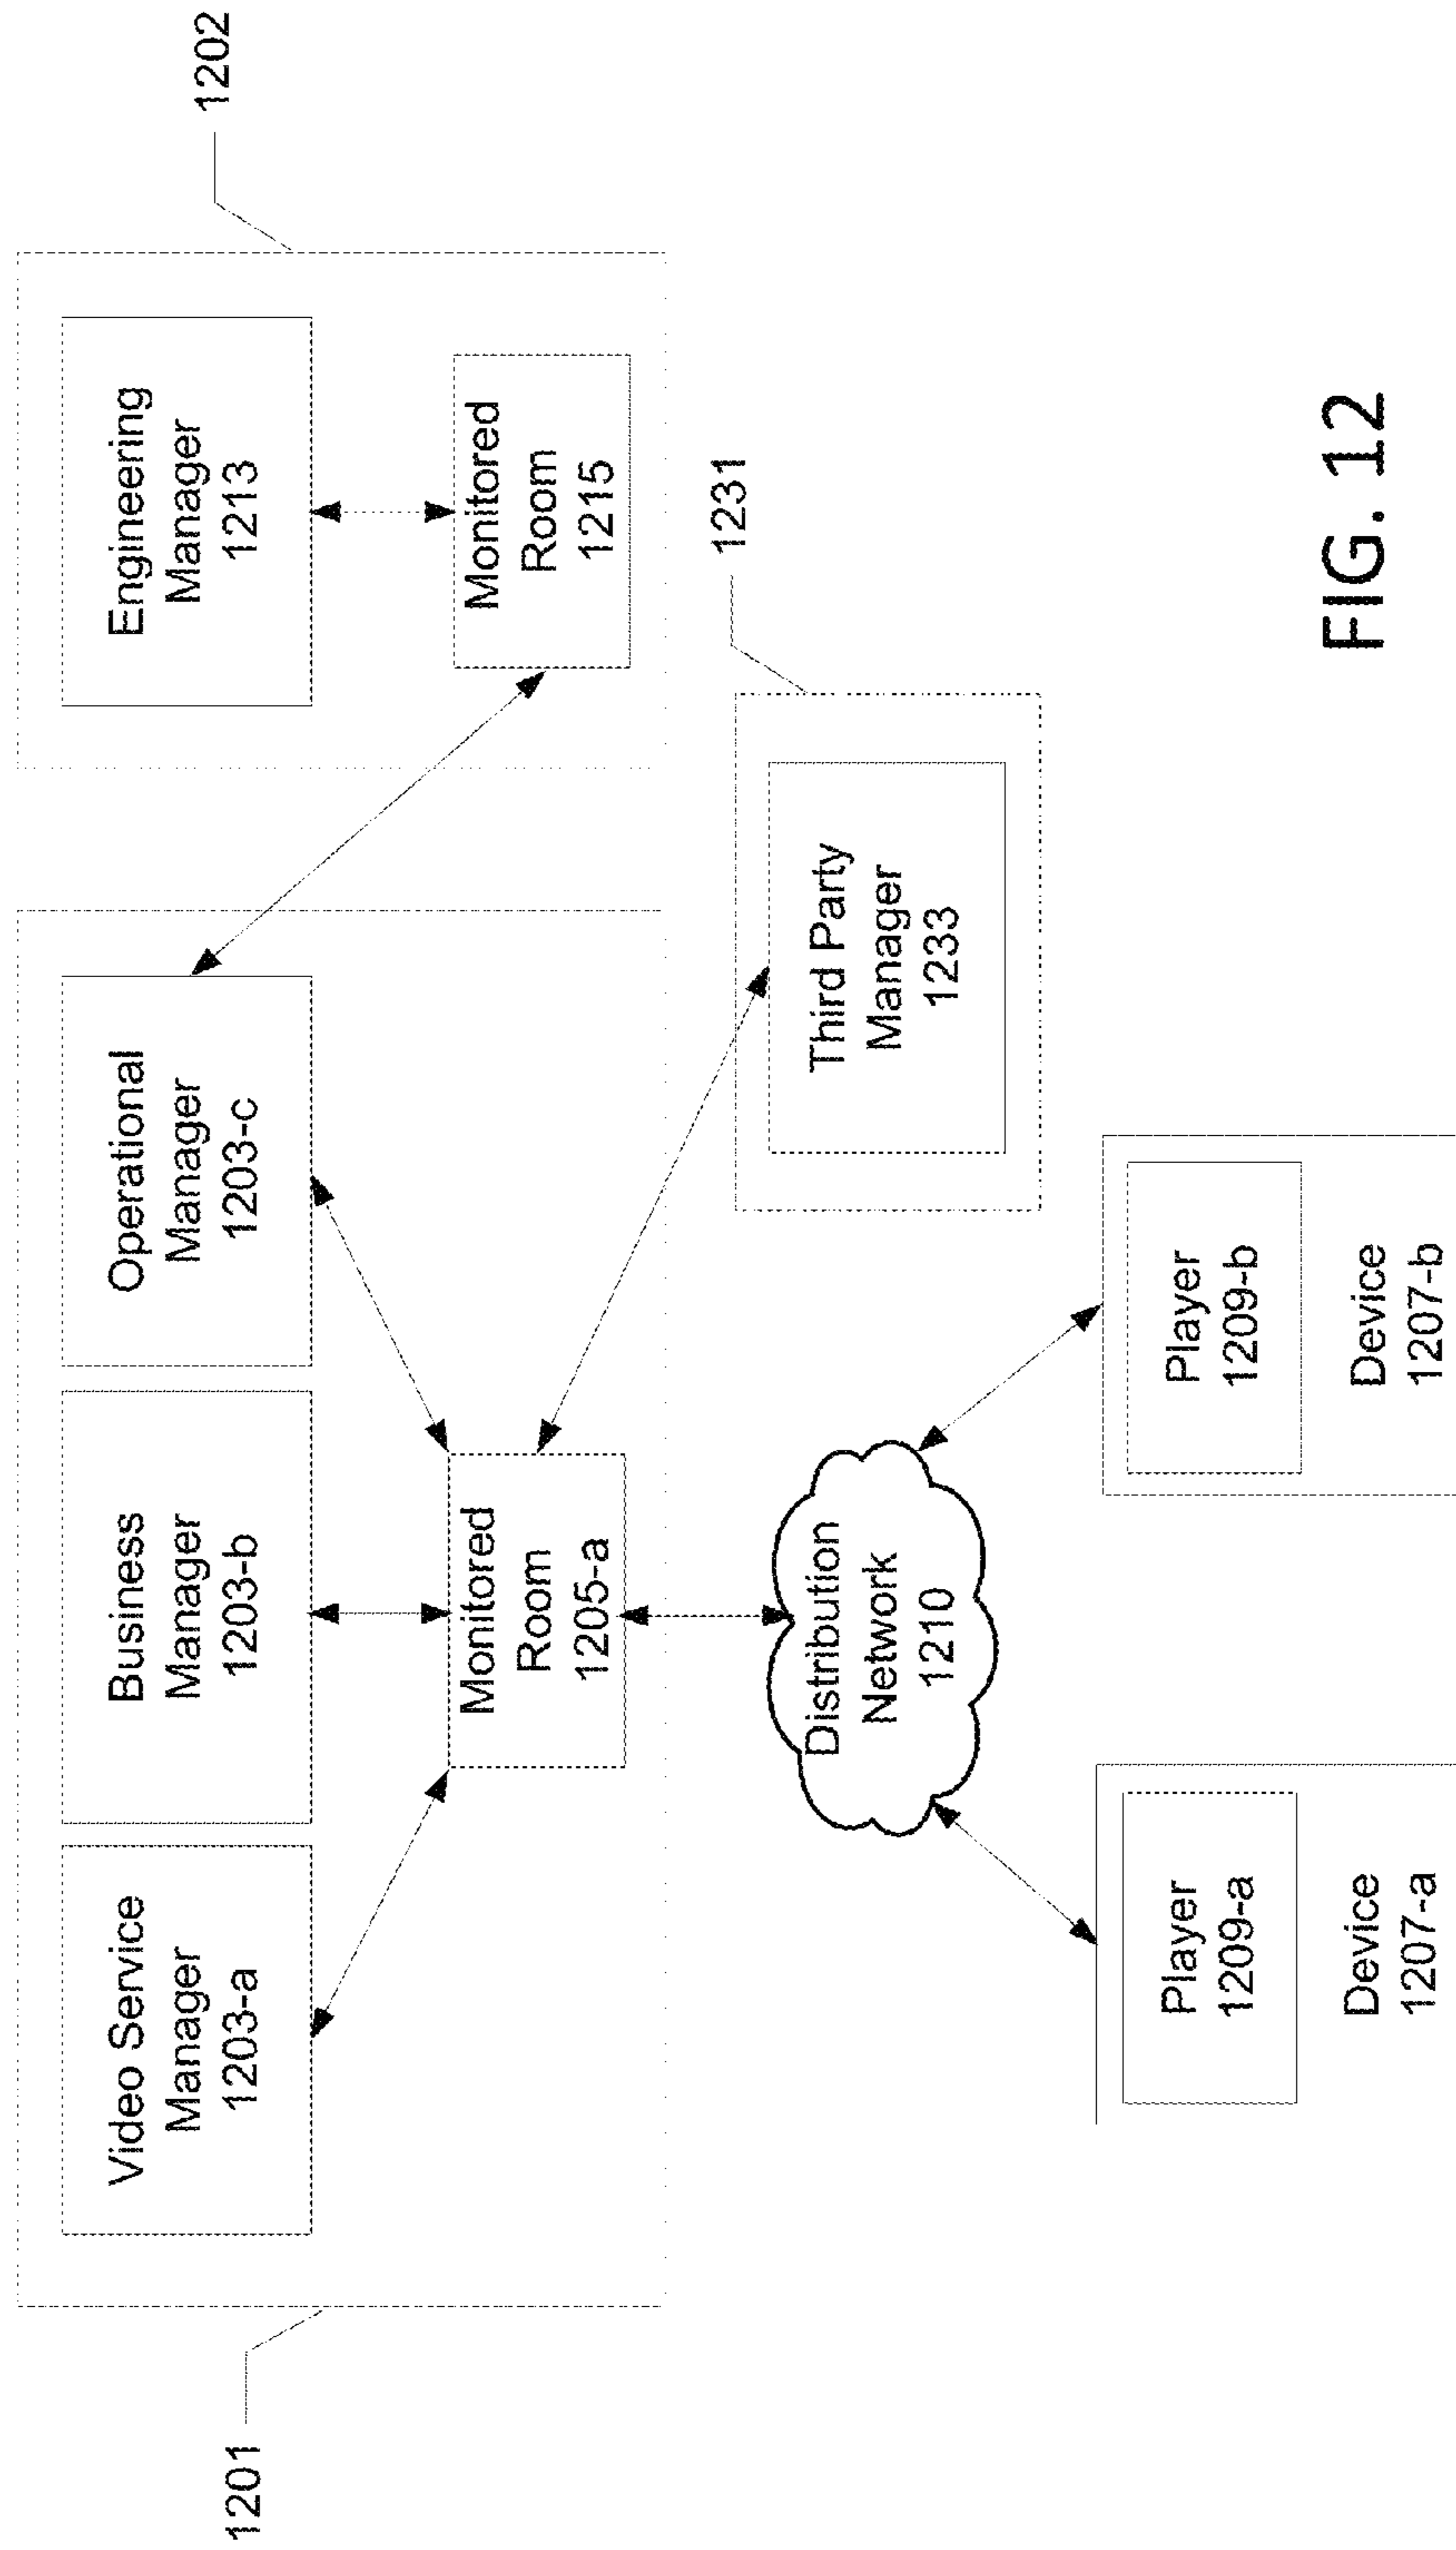 1201
1202
Video Service
Manager
1203-a
Business
Manager
1203-b
Operational
Manager
1203-c
Engineering
Manager
1213
Monitored
Room
1205-a
Monitored
Room
1215
1231
Third Party
Manager
1233
Distribution
Network
1210
Player
1209-a
Device
1207-a
Player
1209-b
Device
1207-b
FIG. 12